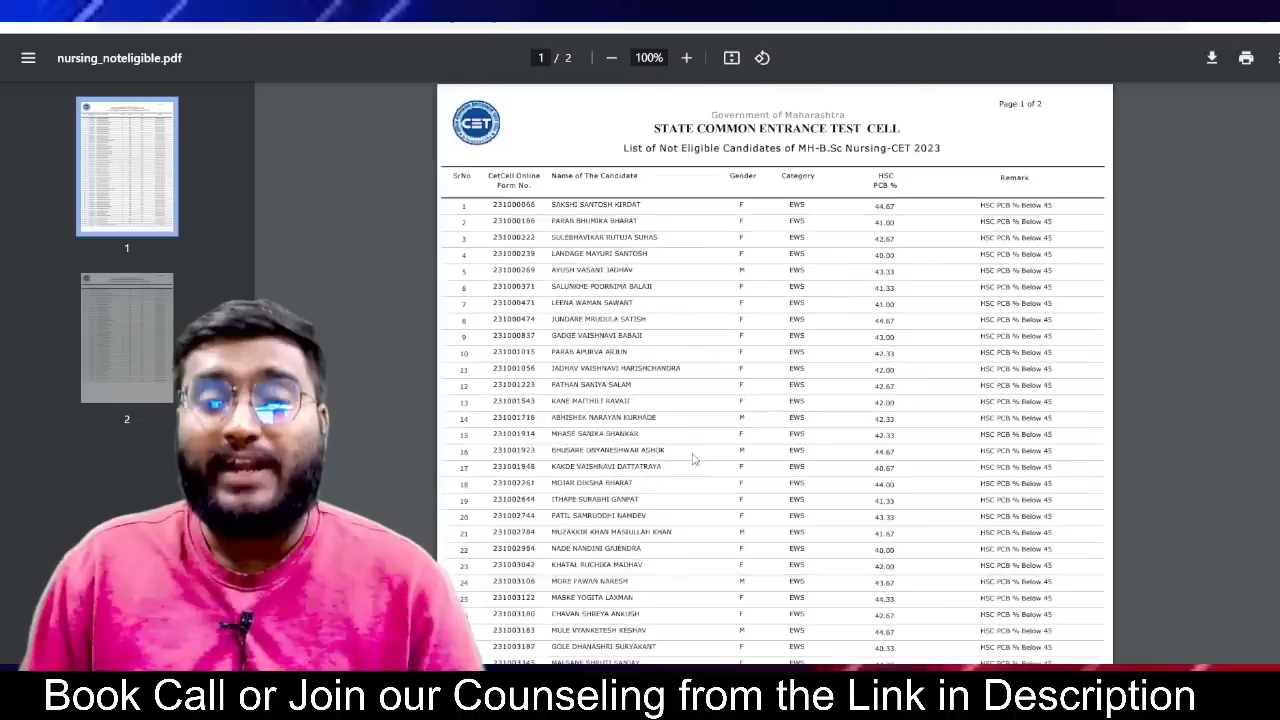 nursing_noteligible.pdf
1 / 2
100%
1
2
Page 1 of 2
CET
Government of Maharashtra
STATE COMMON ENTRANCE TEST CELL
List of Not Eligible Candidates of MH-B.Sc Nursing-CET 2023
SrNo CetCell Online Form No. Name of The Candidate Gender Category HSC PCB % Remark
1 231000066 SAKSHI SANTOSH KIRDAT F EWS 44.67 HSC PCB % Below 45
2 231000186 PARAB BHUMIKA BHARAT F EWS 41.00 HSC PCB % Below 45
3 231000222 SULEBHAVIKAR RUTUJA SUHAS F EWS 42.67 HSC PCB % Below 45
4 231000239 LANDAGE MAYURI SANTOSH F EWS 40.00 HSC PCB % Below 45
5 231000269 AYUSH VASANT JADHAV M EWS 43.33 HSC PCB % Below 45
6 231000371 SALUNKHE POORNIMA BALAJI F EWS 41.33 HSC PCB % Below 45
7 231000471 LEENA WAMAN SAWANT F EWS 41.00 HSC PCB % Below 45
8 231000474 JUNDARE MRUDULA SATISH F EWS 44.67 HSC PCB % Below 45
9 231000837 GADGE VAISHNAVI BABAJI F EWS 43.00 HSC PCB % Below 45
10 231001015 PARAB APURVA ARJUN F EWS 42.33 HSC PCB % Below 45
11 231001056 JADHAV VAISHNAVI HARISHCHANDRA F EWS 42.00 HSC PCB % Below 45
12 231001223 PATHAN SANIYA SALAM F EWS 42.67 HSC PCB % Below 45
13 231001543 RANE MAITHILI RAVAJI F EWS 42.00 HSC PCB % Below 45
14 231001718 ABHISHEK NARAYAN KURHADE M EWS 42.33 HSC PCB % Below 45
15 231001914 MHASE SANIKA SHANKAR F EWS 42.33 HSC PCB % Below 45
16 231001923 BHUSARE DNYANESHWAR ASHOK M EWS 44.67 HSC PCB % Below 45
17 231001948 KAKDE VAISHNAVI DATTATRAYA F EWS 40.67 HSC PCB % Below 45
18 231002261 MOJAR DIKSHA BHARAT F EWS 44.00 HSC PCB % Below 45
19 231002644 ITHAPE SURABHI GANPAT F EWS 41.33 HSC PCB % Below 45
20 231002744 PATIL SAMRUDDHI NAMDEV F EWS 43.33 HSC PCB % Below 45
21 231002784 MUZAKKIR KHAN MASIULLAH KHAN M EWS 41.67 HSC PCB % Below 45
22 231002984 NADE NANDINI GAJENDRA F EWS 40.00 HSC PCB % Below 45
23 231003042 KHATAL RUCHIKA MADHAV F EWS 42.00 HSC PCB % Below 45
24 231003106 MORE PAWAN NARESH M EWS 43.67 HSC PCB % Below 45
25 231003122 MASKE YOGITA LAXMAN F EWS 44.33 HSC PCB % Below 45
231003180 CHAVAN SHREYA ANKUSH F EWS 42.67 HSC PCB % Below 45
231003183 MULE VYANKETESH KESHAV M EWS 44.67 HSC PCB % Below 45
231003187 GOLE DHANASHRI SURYAKANT F EWS 40.33 HSC PCB % Below 45
Book Call or Join our Counseling from the Link in Description